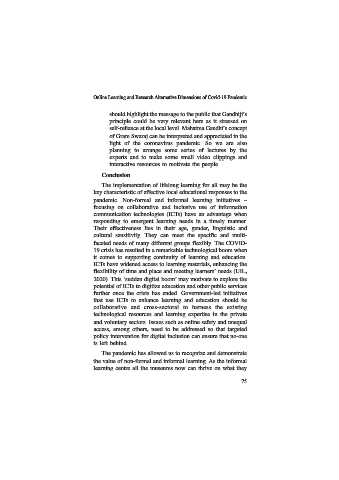 Online Learning and Research Alternative Dimensions of Covid-19 Pandemic
should highlight the message to the public that Gandhiji's
principle could be very relevant here as it stressed on
self-reliance at the local level. Mahatma Gandhi's concept
of Gram Swaraj can be interpreted and appreciated in the
light of the coronavirus pandemic. So we are also
planning to arrange some series of lectures by the
experts and to make some small video clippings and
interactive resources to motivate the people.
Conclusion
The implementation of lifelong learning for all may be the
key characteristic of effective local educational responses to the
pandemic. Non-formal and informal learning initiatives –
focusing on collaborative and inclusive use of information
communication technologies (ICTs) have an advantage when
responding to emergent learning needs in a timely manner.
Their effectiveness lies in their age, gender, linguistic and
cultural sensitivity. They can meet the specific and multi-
faceted needs of many different groups flexibly. The COVID-
19 crisis has resulted in a remarkable technological boom when
it comes to supporting continuity of learning and education.
ICTs have widened access to learning materials, enhancing the
flexibility of time and place and meeting learners' needs (UIL,
2020). This 'sudden digital boom' may motivate to explore the
potential of ICTs to digitize education and other public services
further once the crisis has ended. Government-led initiatives
that use ICTs to enhance learning and education should be
collaborative and cross-sectoral to harness the existing
technological resources and learning expertise in the private
and voluntary sectors. Issues such as online safety and unequal
access, among others, need to be addressed so that targeted
policy intervention for digital inclusion can ensure that no-one
is left behind.
The pandemic has allowed us to recognize and demonstrate
the value of non-formal and informal learning. As the informal
learning centre all the museums now can thrive on what they
75